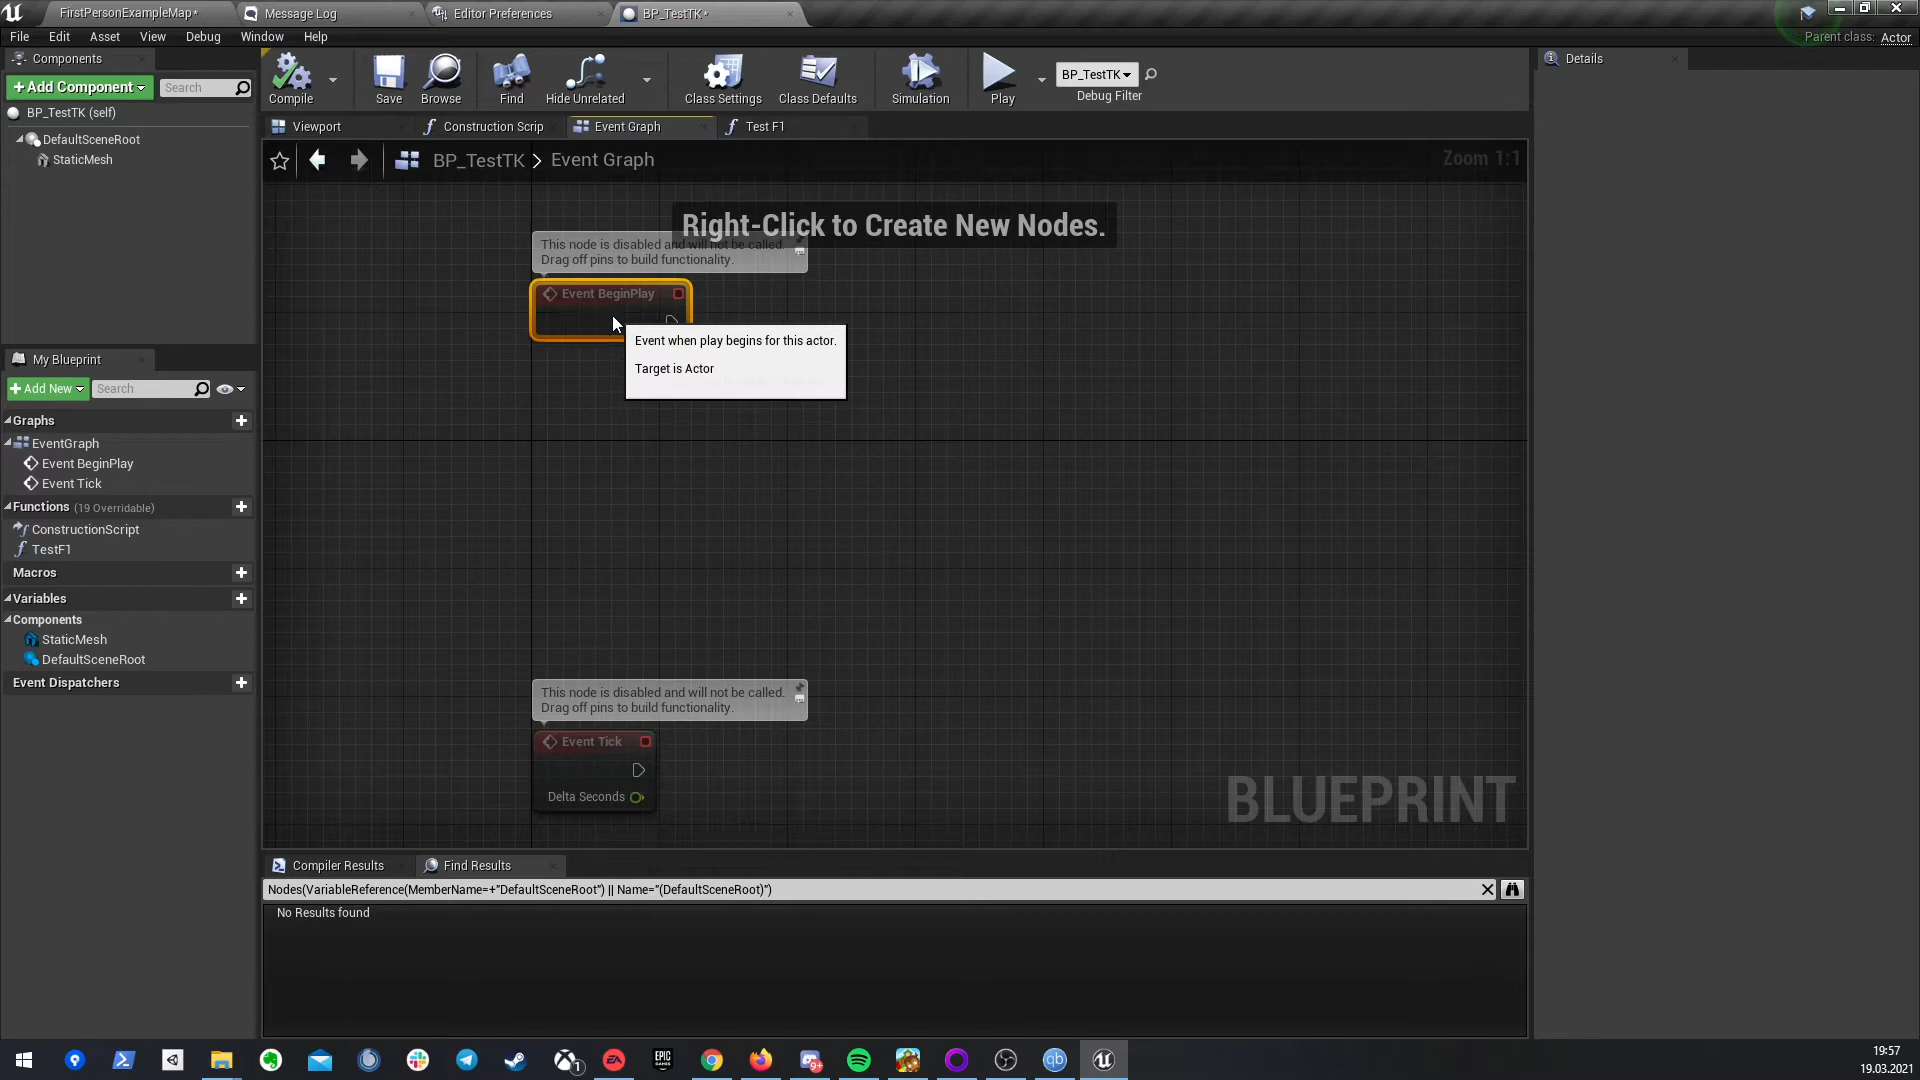 FirstPersonExampleMap*
Message Log
Editor Preferences
BP_TestTK*
File Edit Asset View Debug Window Help
Parent class: Actor
Components
+Add Component
Search
BP_TestTK (self)
DefaultSceneRoot
StaticMesh
Compile
Save
Browse
Find
Hide Unrelated
Class Settings
Class Defaults
Simulation
Play
BP_TestTK
Debug Filter
Details
Viewport
Construction Scrip
Event Graph
Test F1
BP_TestTK > Event Graph
Zoom 1:1
Right-Click to Create New Nodes.
This node is disabled and will not be called.
Drag off pins to build functionality.
Event BeginPlay
Event when play begins for this actor.
Target is Actor
My Blueprint
+Add New
Search
Graphs
EventGraph
Event BeginPlay
Event Tick
Functions (19 Overridable)
ConstructionScript
TestF1
Macros
Variables
Components
StaticMesh
DefaultSceneRoot
Event Dispatchers
This node is disabled and will not be called.
Drag off pins to build functionality.
Event Tick
Delta Seconds
BLUEPRINT
Compiler Results
Find Results
Nodes(VariableReference(MemberName=+"DefaultSceneRoot") || Name="(DefaultSceneRoot)")
No Results found
EA
EPIC
GAMES
1
9+
qb
19:57
19.03.2021